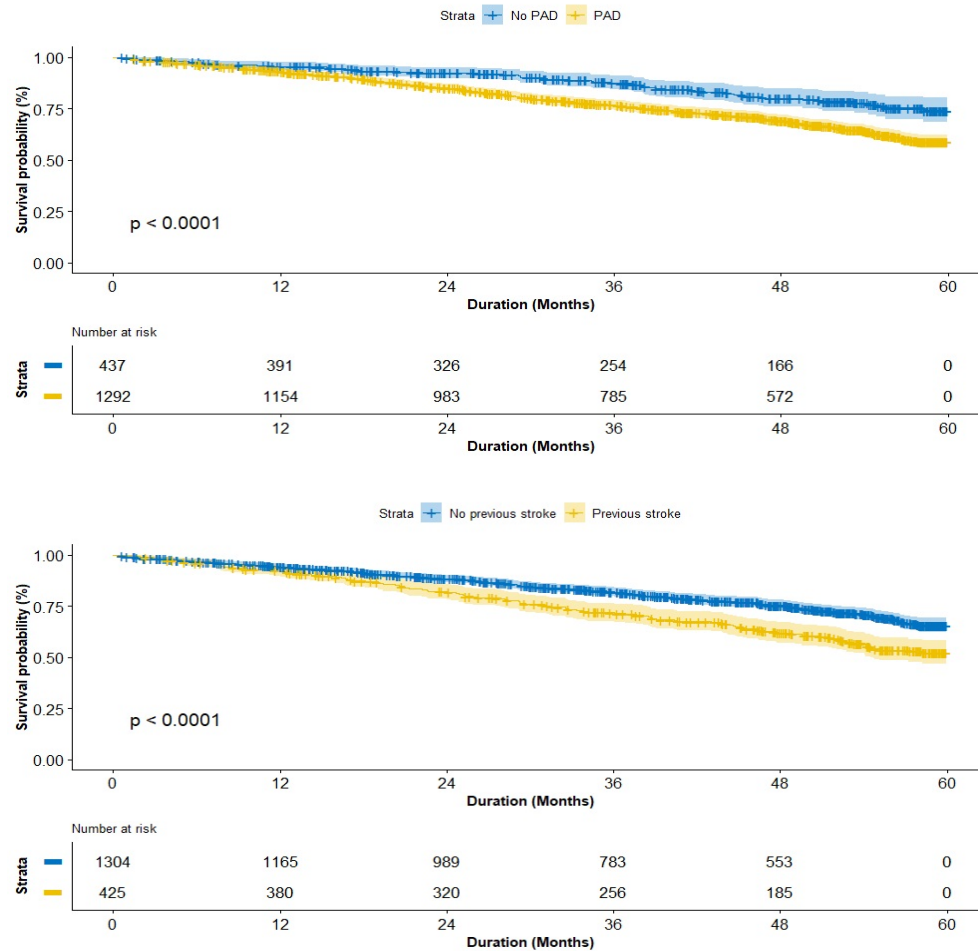 Strata No PAD PAD
Survival probability (%)
1.00
0.75
0.50
0.25
0.00
p < 0.0001
0 12 24 36 48 60
Duration (Months)
Number at risk
Strata
437 391 326 254 166 0
1292 1154 983 785 572 0
0 12 24 36 48 60
Duration (Months)
Strata No previous stroke Previous stroke
Survival probability (%)
1.00
0.75
0.50
0.25
0.00
p < 0.0001
0 12 24 36 48 60
Duration (Months)
Number at risk
Strata
1304 1165 989 783 553 0
425 380 320 256 185 0
0 12 24 36 48 60
Duration (Months)